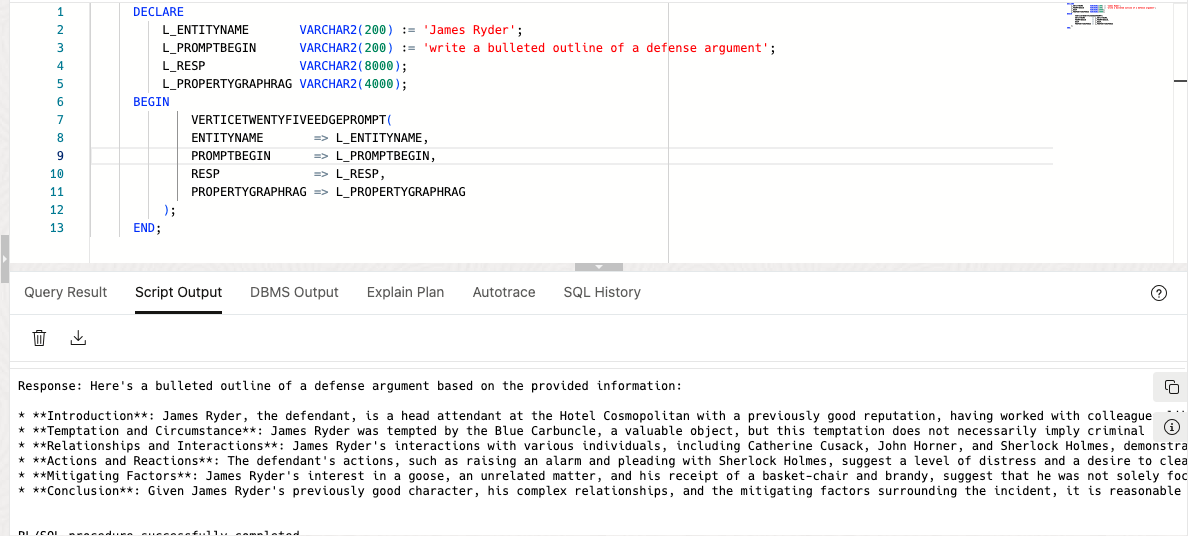 1 DECLARE
2 L_ENTITYNAME VARCHAR2(200) := 'James Ryder';
3 L_PROMPTBEGIN VARCHAR2(200) := 'write a bulleted outline of a defense argument';
4 L_RESP VARCHAR2(8000);
5 L_PROPERTYGRAPHRAG VARCHAR2(4000);
6 BEGIN
7 VERTICETWENTYFIVEEDGEPROMPT(
8 ENTITYNAME => L_ENTITYNAME,
9 PROMPTBEGIN => L_PROMPTBEGIN,
10 RESP => L_RESP,
11 PROPERTYGRAPHRAG => L_PROPERTYGRAPHRAG
12 );
13 END;
Query Result Script Output DBMS Output Explain Plan Autotrace SQL History
Response: Here's a bulleted outline of a defense argument based on the provided information:
* **Introduction**: James Ryder, the defendant, is a head attendant at the Hotel Cosmopolitan with a previously good reputation, having worked with colleague
* **Temptation and Circumstance**: James Ryder was tempted by the Blue Carbuncle, a valuable object, but this temptation does not necessarily imply criminal
* **Relationships and Interactions**: James Ryder's interactions with various individuals, including Catherine Cusack, John Horner, and Sherlock Holmes, demonstra
* **Actions and Reactions**: The defendant's actions, such as raising an alarm and pleading with Sherlock Holmes, suggest a level of distress and a desire to clea
* **Mitigating Factors**: James Ryder's interest in a goose, an unrelated matter, and his receipt of a basket-chair and brandy, suggest that he was not solely foc
* **Conclusion**: Given James Ryder's previously good character, his complex relationships, and the mitigating factors surrounding the incident, it is reasonable
PL/SQL procedure successfully completed